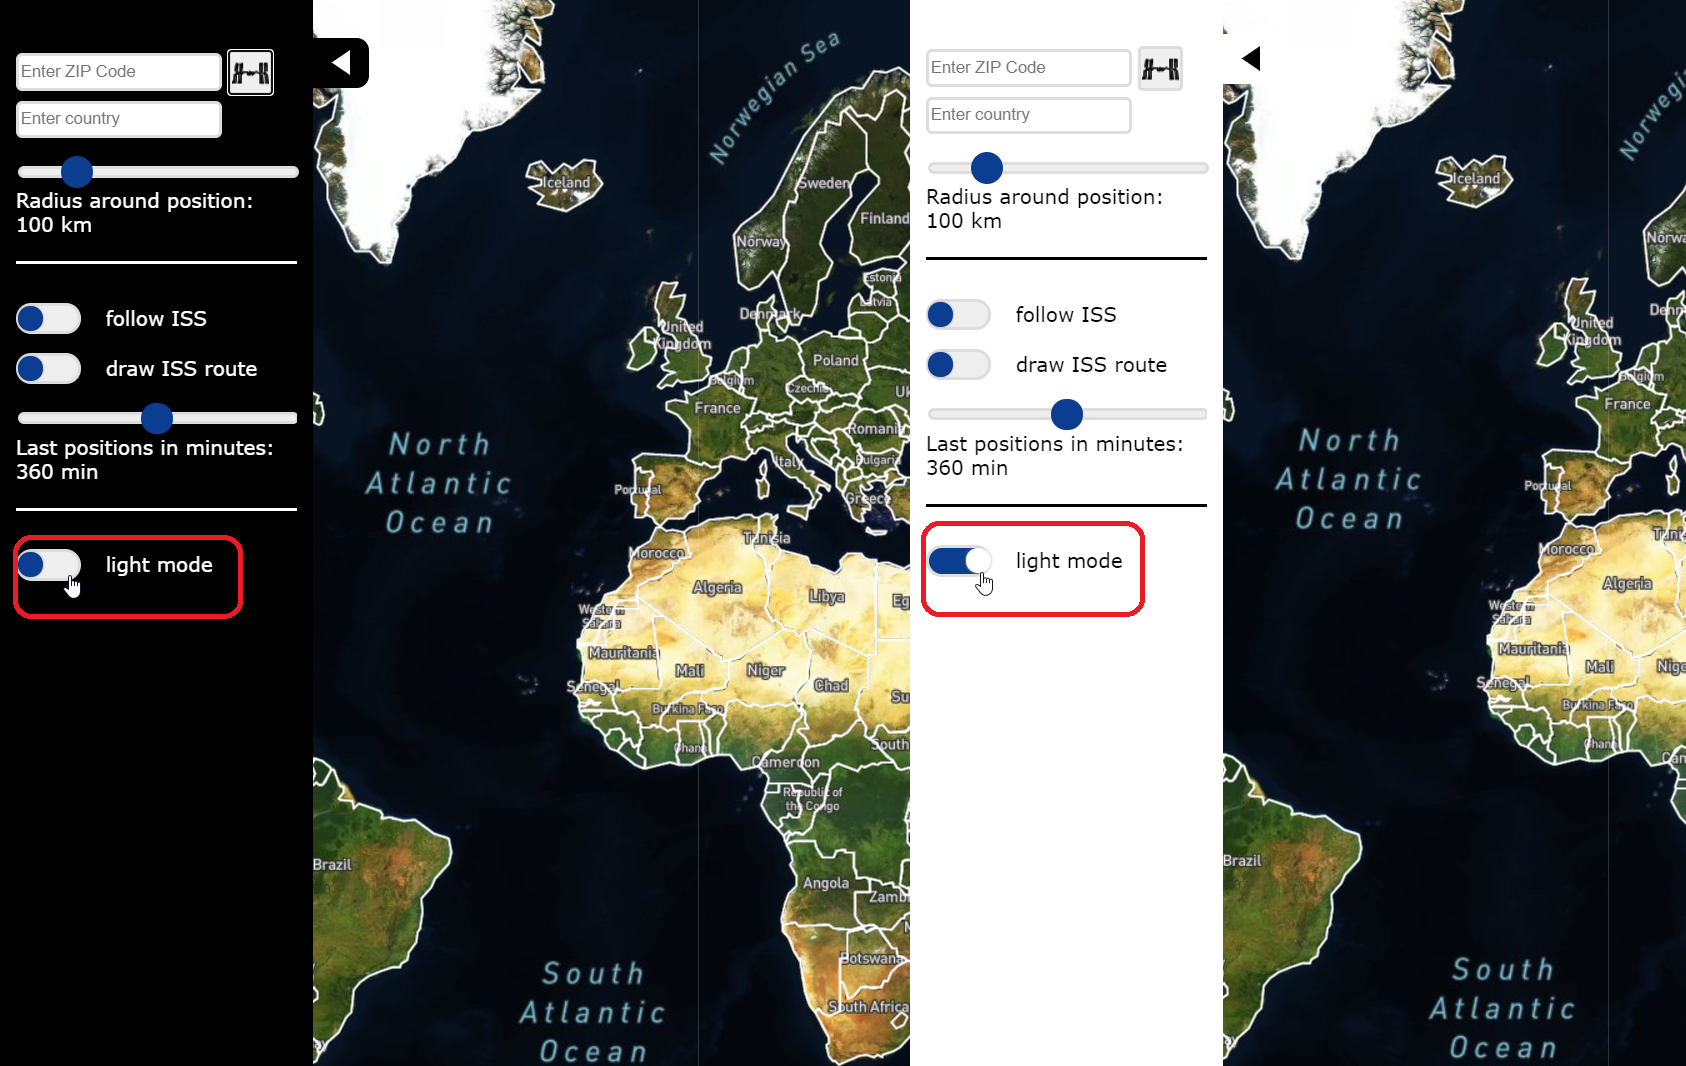 Enter ZIP Code
Enter country
Radius around position:
100 km
follow ISS
draw ISS route
Last positions in minutes:
360 min
light mode
Norwegian Sea
Iceland
Sweden
Finland
Norway
Estonia
Latvia
Denmark
United
Kingdom
Poland
Belgium
Czechia
Uk
France
Romania
Italy
Bulgaria
Portugal
Greece
North
Atlantic
Ocean
Tunisia
Morocco
Algeria
Libya
Eg
Western
Sahara
Mauritania
Mali
Niger
Chad
Senegal
Su
Burkina Faso
Ghana
South
Cameroon
Republic of
the Congo
Brazil
Angola
Zamb
Botswana
South Africa
South
Atlantic
Ocean
Enter ZIP Code
Enter country
Radius around position:
100 km
follow ISS
draw ISS route
Last positions in minutes:
360 min
light mode
Norwegi
Iceland
Norwa
Denm
United
Kingdom
Belgium
France
Portugal
North
Atlantic
Ocean
Tuni
Morocco
Algeria
Western
Sahara
Mauritania
Mali
Nige
Senegal
Burkina Faso
Ghana
Cam
Brazil
South
Atlantic
Ocean